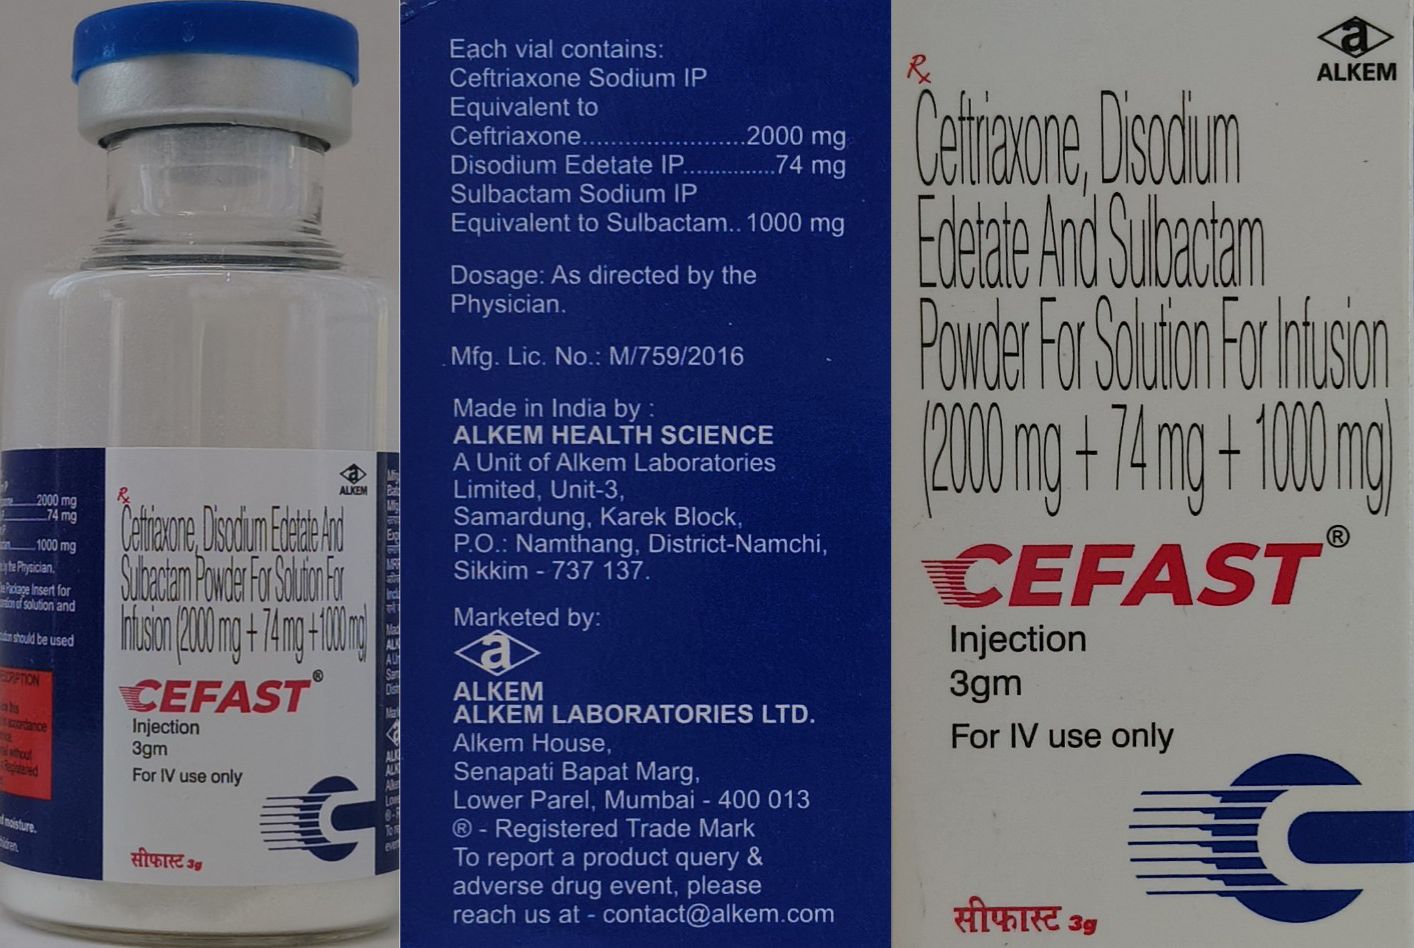 2000 mg
74 mg
1000 mg
by the Physician.
Package Insert for
of solution and
should be used
a
ALKEM
Rx
Ceftriaxone, Disodium Edetate And
Sulbactam Powder For Solution For
Infusion (2000 mg + 74 mg +1000 mg)
CEFAST®
Injection
3gm
For IV use only
सीफास्ट 3g
moisture.
Each vial contains:
Ceftriaxone Sodium IP
Equivalent to
Ceftriaxone.......................2000 mg
Disodium Edetate IP...............74 mg
Sulbactam Sodium IP
Equivalent to Sulbactam.. 1000 mg
Dosage: As directed by the
Physician.
Mfg. Lic. No.: M/759/2016
Made in India by :
ALKEM HEALTH SCIENCE
A Unit of Alkem Laboratories
Limited, Unit-3,
Samardung, Karek Block,
P.O.: Namthang, District-Namchi,
Sikkim - 737 137.
Marketed by:
a
ALKEM
ALKEM LABORATORIES LTD.
Alkem House,
Senapati Bapat Marg,
Lower Parel, Mumbai - 400 013
® - Registered Trade Mark
To report a product query &
adverse drug event, please
reach us at - contact@alkem.com
a
ALKEM
Rx
Ceftriaxone, Disodium
Edetate And Sulbactam
Powder For Solution For Infusion
(2000 mg + 74 mg + 1000 mg)
CEFAST®
Injection
3gm
For IV use only
सीफास्ट 3g